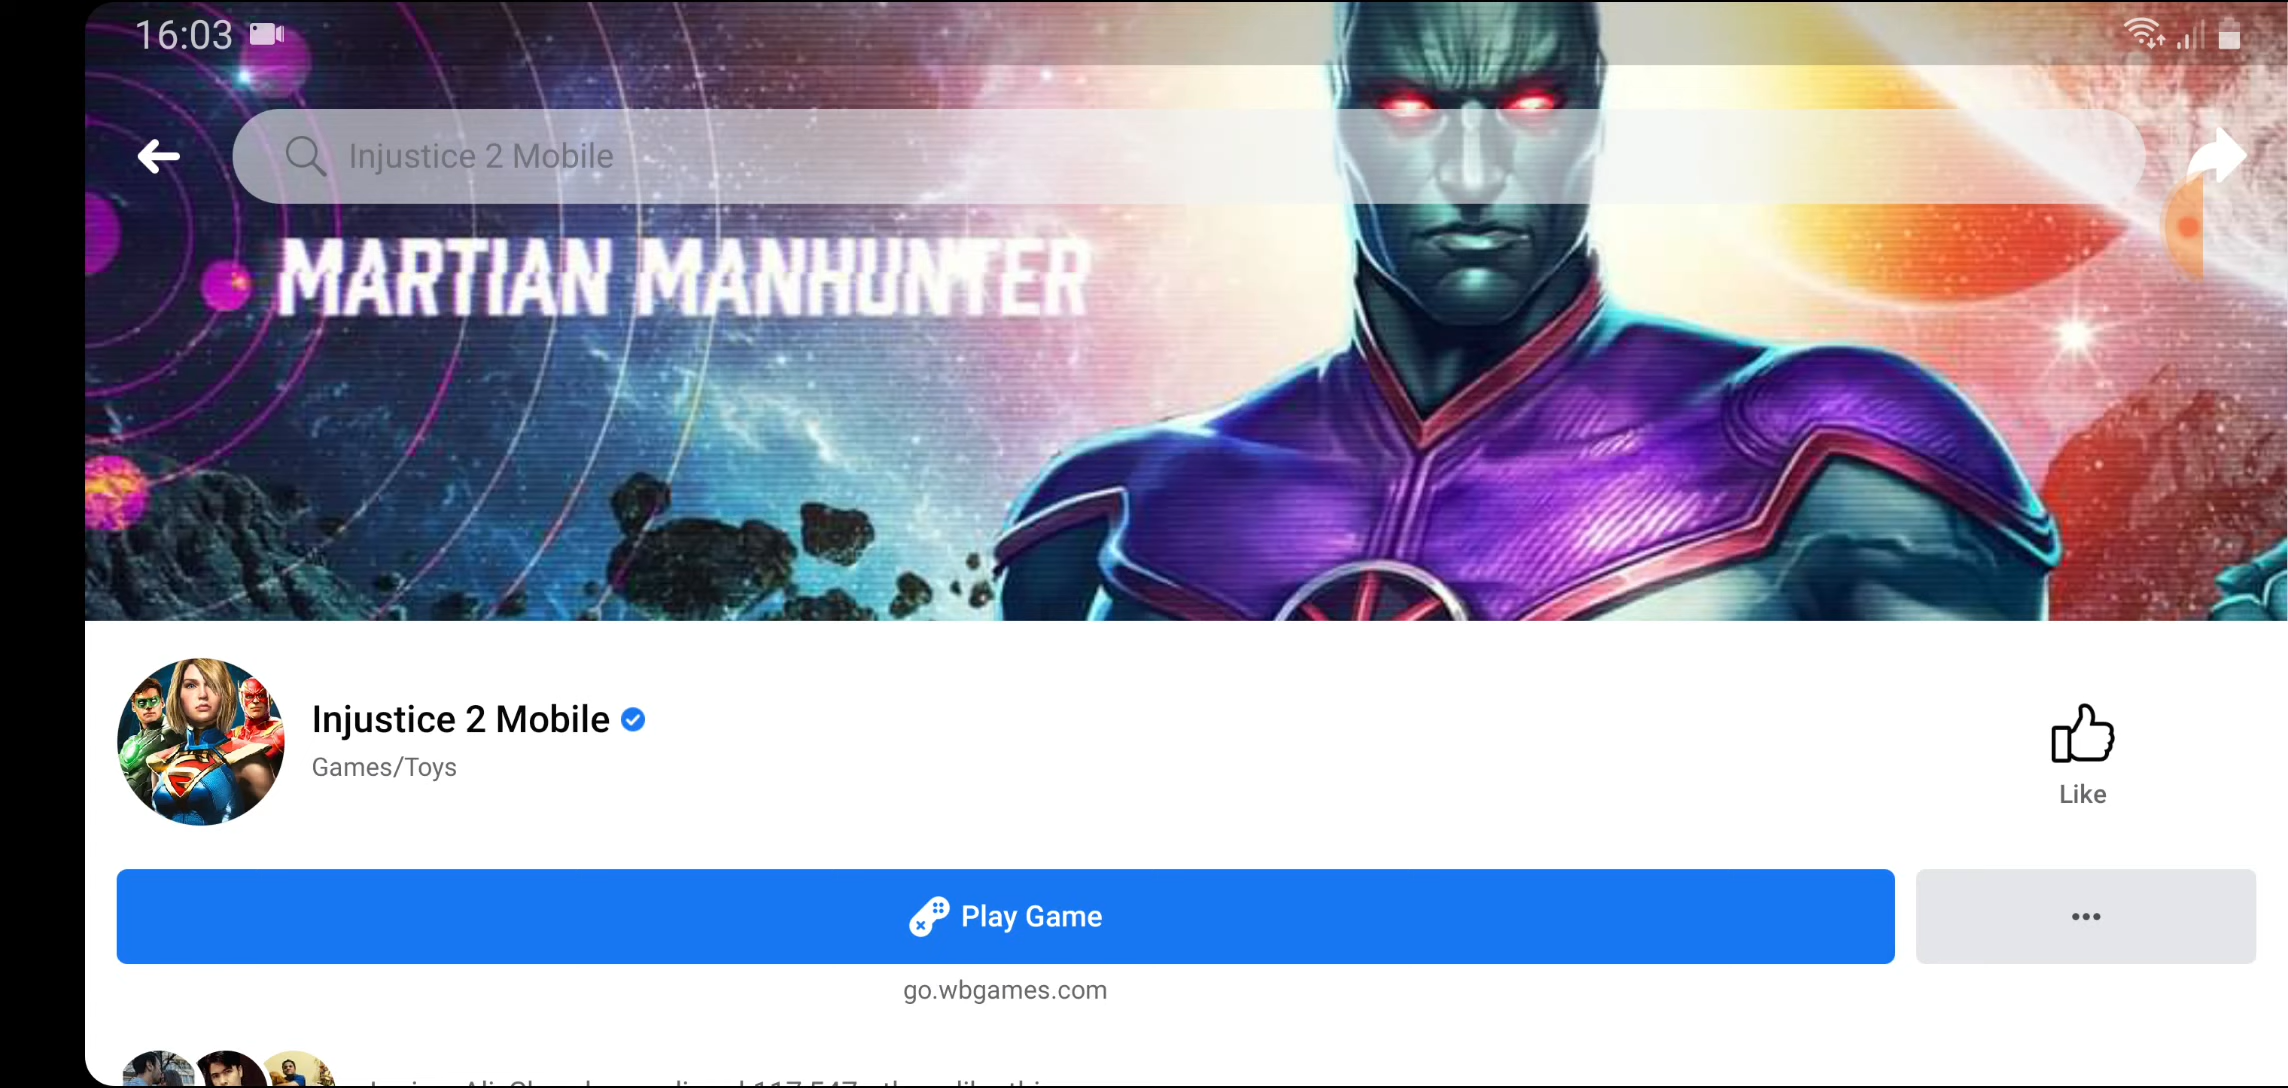 16:03
Injustice 2 Mobile
MARTIAN MANHUNTER
Injustice 2 Mobile
Games/Toys
Like
Play Game
go.wbgames.com